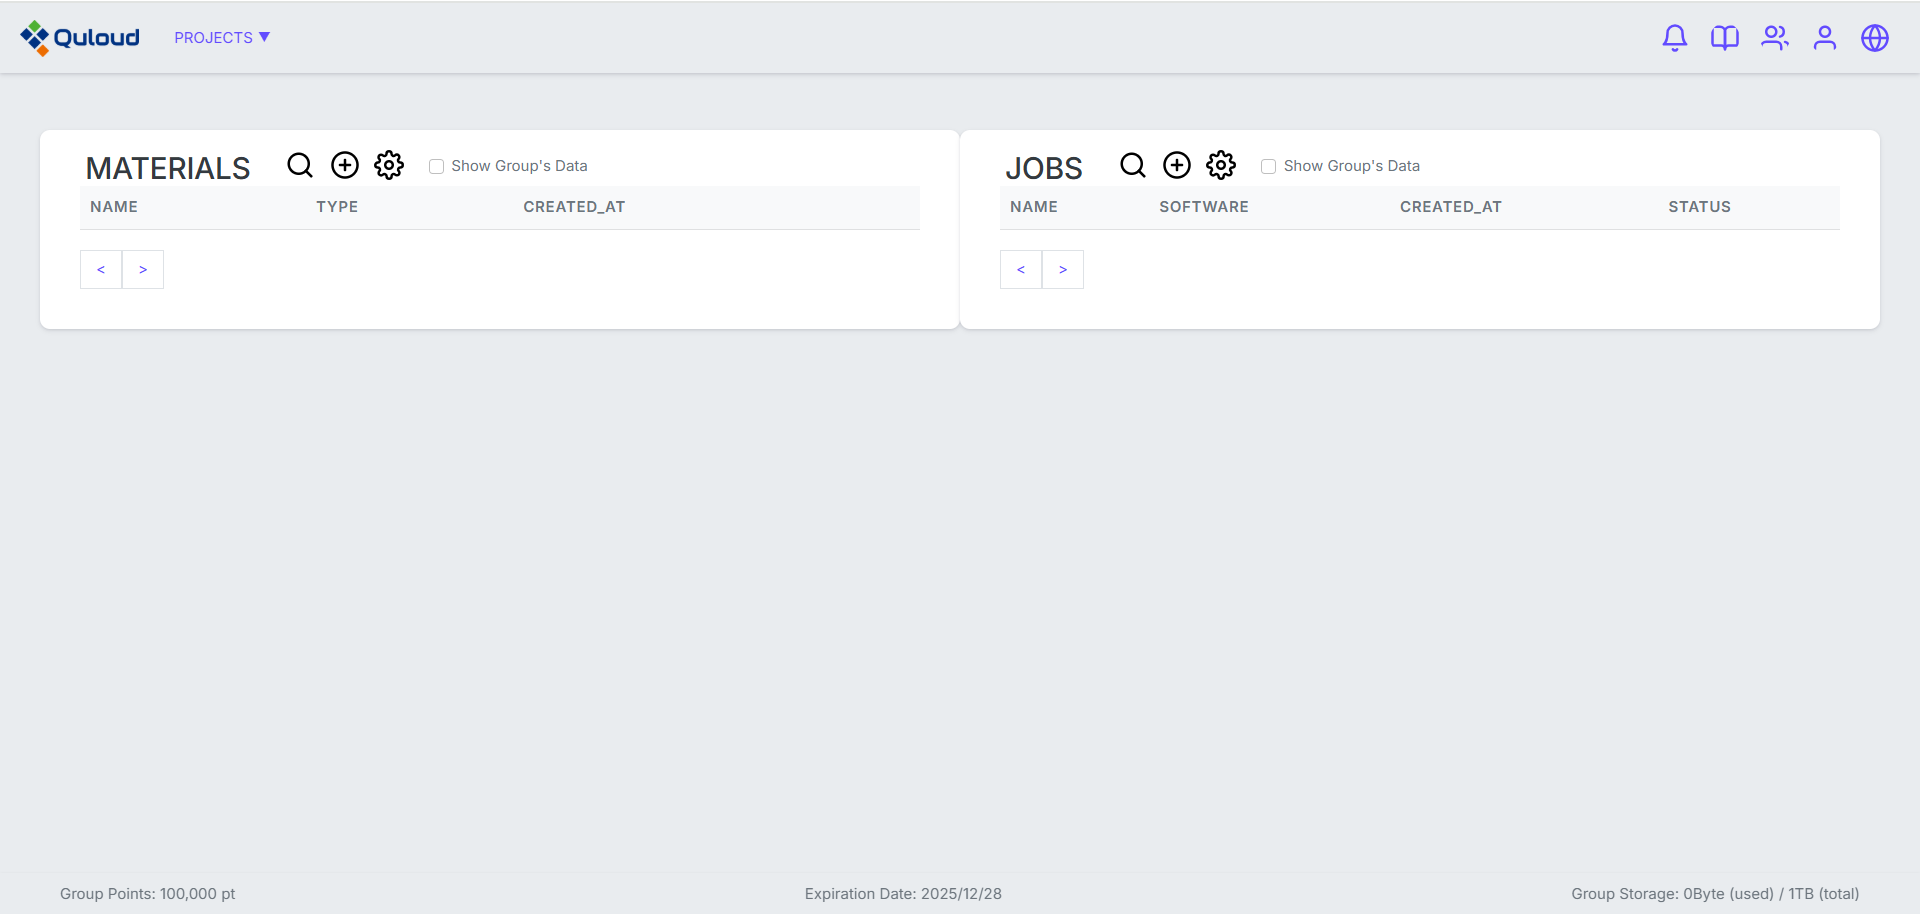 Quloud
PROJECTS ▼
MATERIALS
Show Group's Data
NAME TYPE CREATED_AT
< >
JOBS
Show Group's Data
NAME SOFTWARE CREATED_AT STATUS
< >
Group Points: 100,000 pt
Expiration Date: 2025/12/28
Group Storage: 0Byte (used) / 1TB (total)